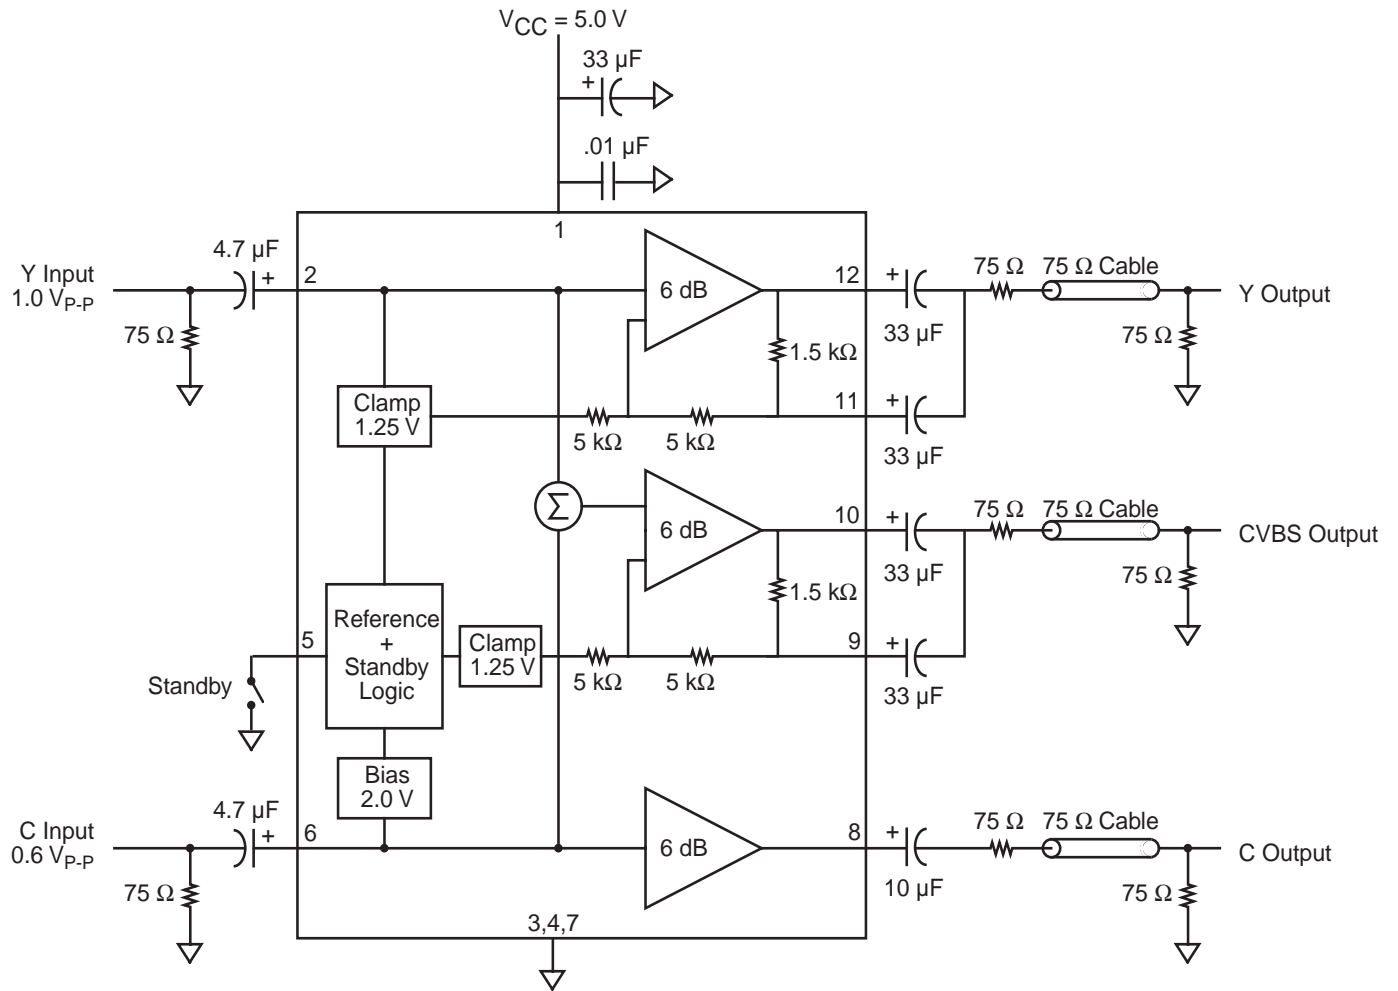 VCC = 5.0 V
33 µF
+
.01 µF
1
4.7 µF
+
Y Input
1.0 VP-P
75 Ω
2
6 dB
12
+
33 µF
75 Ω
75 Ω Cable
Y Output
75 Ω
1.5 kΩ
Clamp
1.25 V
5 kΩ
5 kΩ
11
+
33 µF
Σ
6 dB
10
+
33 µF
75 Ω
75 Ω Cable
CVBS Output
75 Ω
1.5 kΩ
5
Standby
Reference
+
Standby
Logic
Clamp
1.25 V
5 kΩ
5 kΩ
9
+
33 µF
Bias
2.0 V
4.7 µF
+
C Input
0.6 VP-P
75 Ω
6
6 dB
8
+
10 µF
75 Ω
75 Ω Cable
C Output
75 Ω
3,4,7